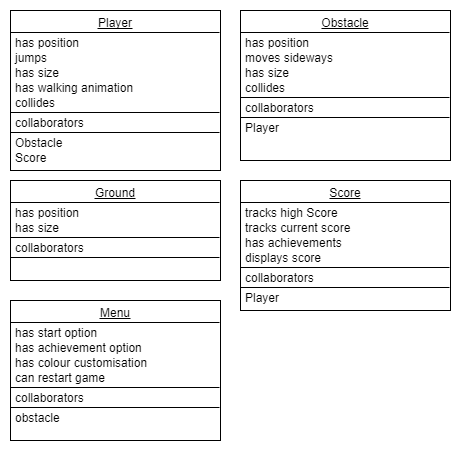 Player
has position
jumps
has size
has walking animation
collides
collaborators
Obstacle
Score
Obstacle
has position
moves sideways
has size
collides
collaborators
Player
Ground
has position
has size
collaborators
Score
tracks high Score
tracks current score
has achievements
displays score
collaborators
Player
Menu
has start option
has achievement option
has colour customisation
can restart game
collaborators
obstacle